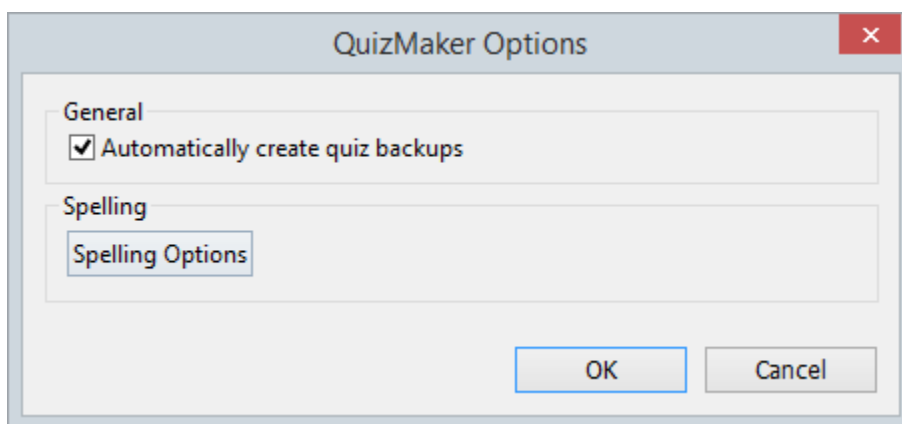 QuizMaker Options
General
Automatically create quiz backups
Spelling
Spelling Options
OK Cancel